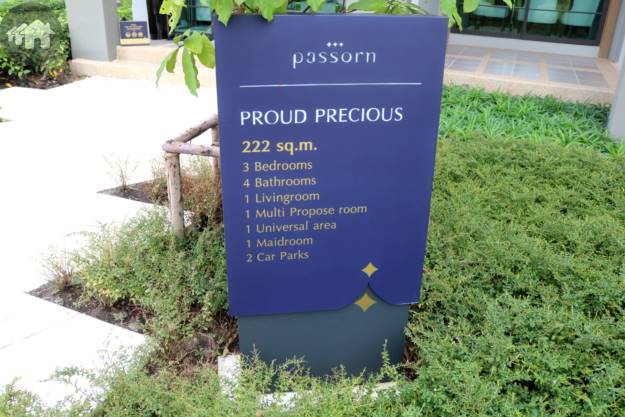 passorn
PROUD PRECIOUS
222 sq.m.
3 Bedrooms
4 Bathrooms
1 Livingroom
1 Multi Propose room
1 Universal area
1 Maidroom
2 Car Parks